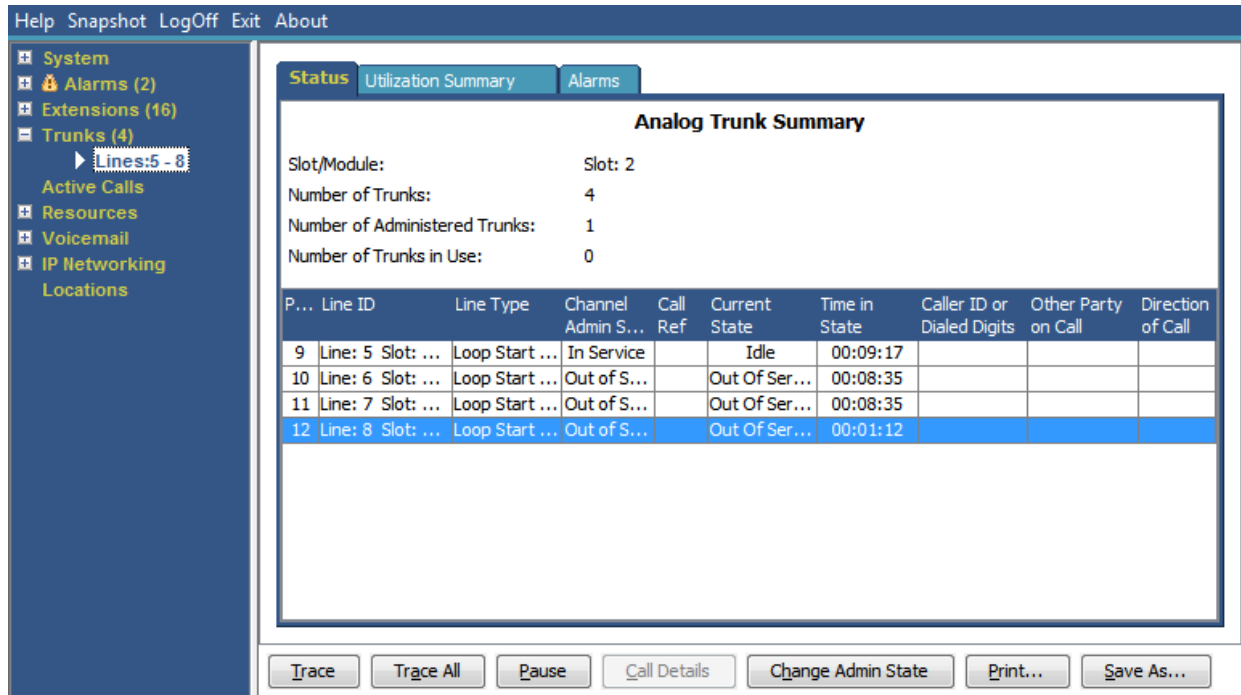 Help Snapshot LogOff Exit About
System
Alarms (2)
Extensions (16)
Trunks (4)
Lines:5 - 8
Active Calls
Resources
Voicemail
IP Networking
Locations
Status Utilization Summary Alarms
Analog Trunk Summary
Slot/Module: Slot: 2
Number of Trunks: 4
Number of Administered Trunks: 1
Number of Trunks in Use: 0
P... Line ID Line Type Channel Admin S... Call Ref Current State Time in State Caller ID or Dialed Digits Other Party on Call Direction of Call
9 Line: 5 Slot: ... Loop Start ... In Service Idle 00:09:17
10 Line: 6 Slot: ... Loop Start ... Out of S... Out Of Ser... 00:08:35
11 Line: 7 Slot: ... Loop Start ... Out of S... Out Of Ser... 00:08:35
12 Line: 8 Slot: ... Loop Start ... Out of S... Out Of Ser... 00:01:12
Trace Trace All Pause Call Details Change Admin State Print... Save As...